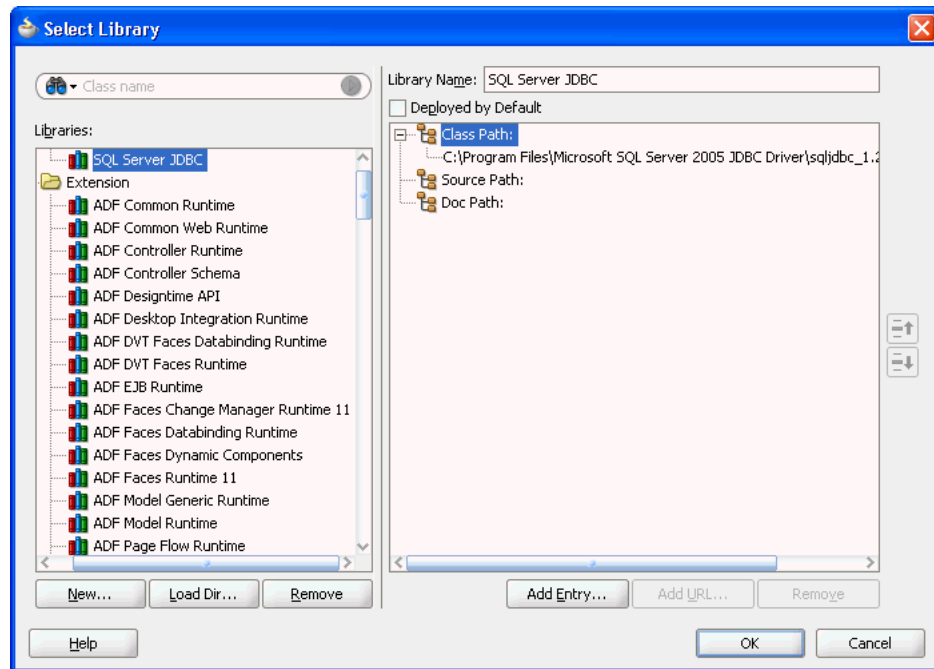 Select Library
Class name
Libraries:
SQL Server JDBC
Extension
ADF Common Runtime
ADF Common Web Runtime
ADF Controller Runtime
ADF Controller Schema
ADF Designtime API
ADF Desktop Integration Runtime
ADF DVT Faces Databinding Runtime
ADF DVT Faces Runtime
ADF EJB Runtime
ADF Faces Change Manager Runtime 11
ADF Faces Databinding Runtime
ADF Faces Dynamic Components
ADF Faces Runtime 11
ADF Model Generic Runtime
ADF Model Runtime
ADF Page Flow Runtime
New...
Load Dir...
Remove
Library Name: SQL Server JDBC
Deployed by Default
Class Path:
C:\Program Files\Microsoft SQL Server 2005 JDBC Driver\sqljdbc_1.2
Source Path:
Doc Path:
Add Entry...
Add URL...
Remove
Help
OK
Cancel